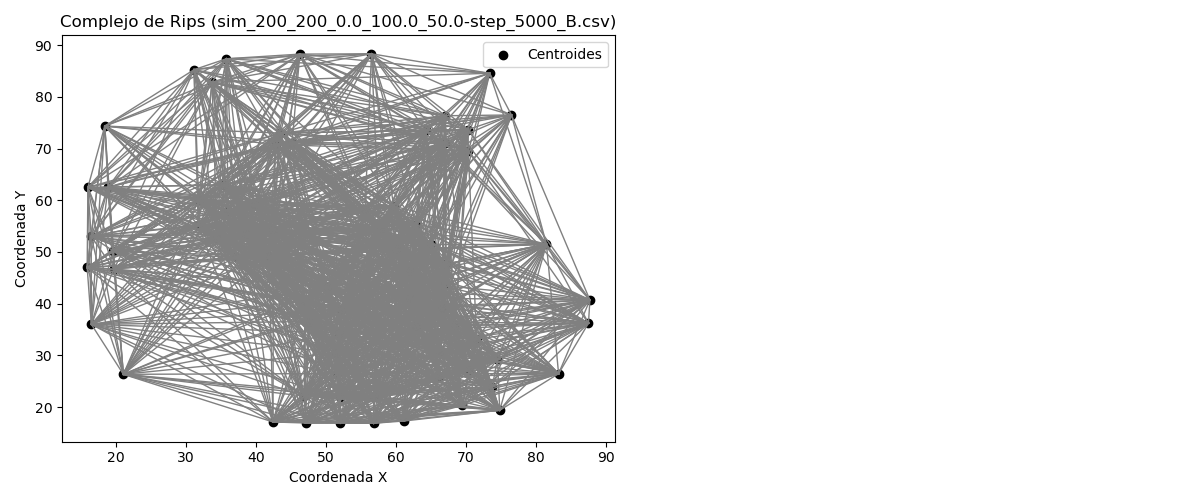 Complejo de Rips (sim_200_200_0.0_100.0_50.0-step_5000_B.csv)
Centroides
90
80
70
60
50
40
30
20
Coordenada Y
20 30 40 50 60 70 80 90
Coordenada X